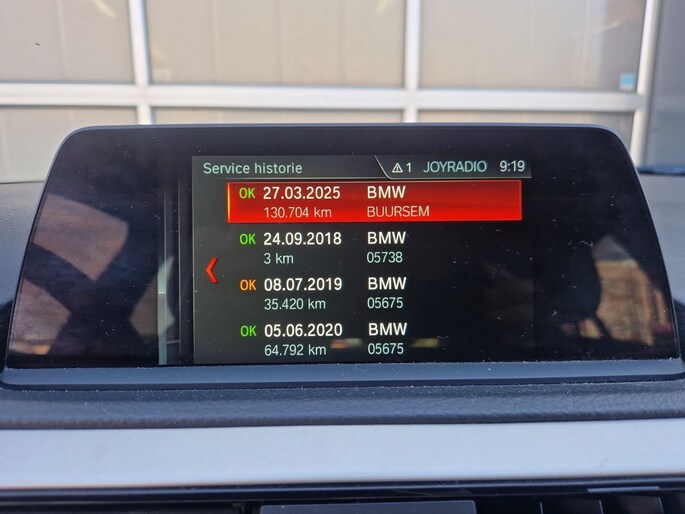 Service historie 1 JOYRADIO 9:19
OK 27.03.2025 BMW
130.704 km BUURSEM
OK 24.09.2018 BMW
3 km 05738
OK 08.07.2019 BMW
35.420 km 05675
OK 05.06.2020 BMW
64.792 km 05675